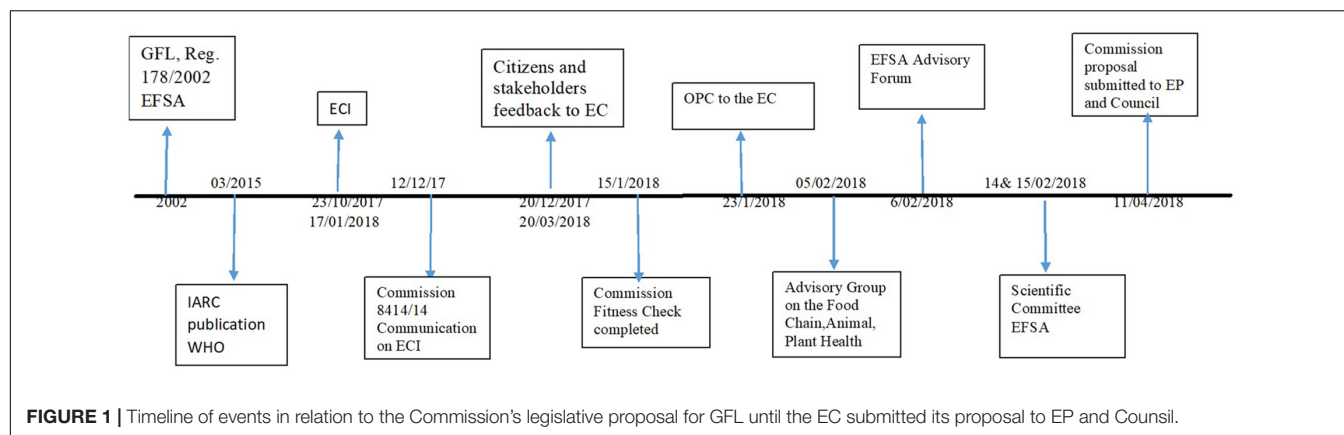 GFL, Reg.
178/2002
EFSA
ECI
Citizens and
stakeholders
feedback to EC
OPC to the EC
EFSA Advisory
Forum
Commission
proposal
submitted to EP
and Council
03/2015
12/12/17
15/1/2018
05/02/2018
14& 15/02/2018
2002
23/10/2017
17/01/2018
20/12/2017
20/03/2018
23/1/2018
6/02/2018
11/04/2018
IARC
publication
WHO
Commission
8414/14
Communication
on ECI
Commission
Fitness Check
completed
Advisory Group
on the Food
Chain,Animal,
Plant Health
Scientific
Committee
EFSA
FIGURE 1 | Timeline of events in relation to the Commission's legislative proposal for GFL until the EC submitted its proposal to EP and Counsil.